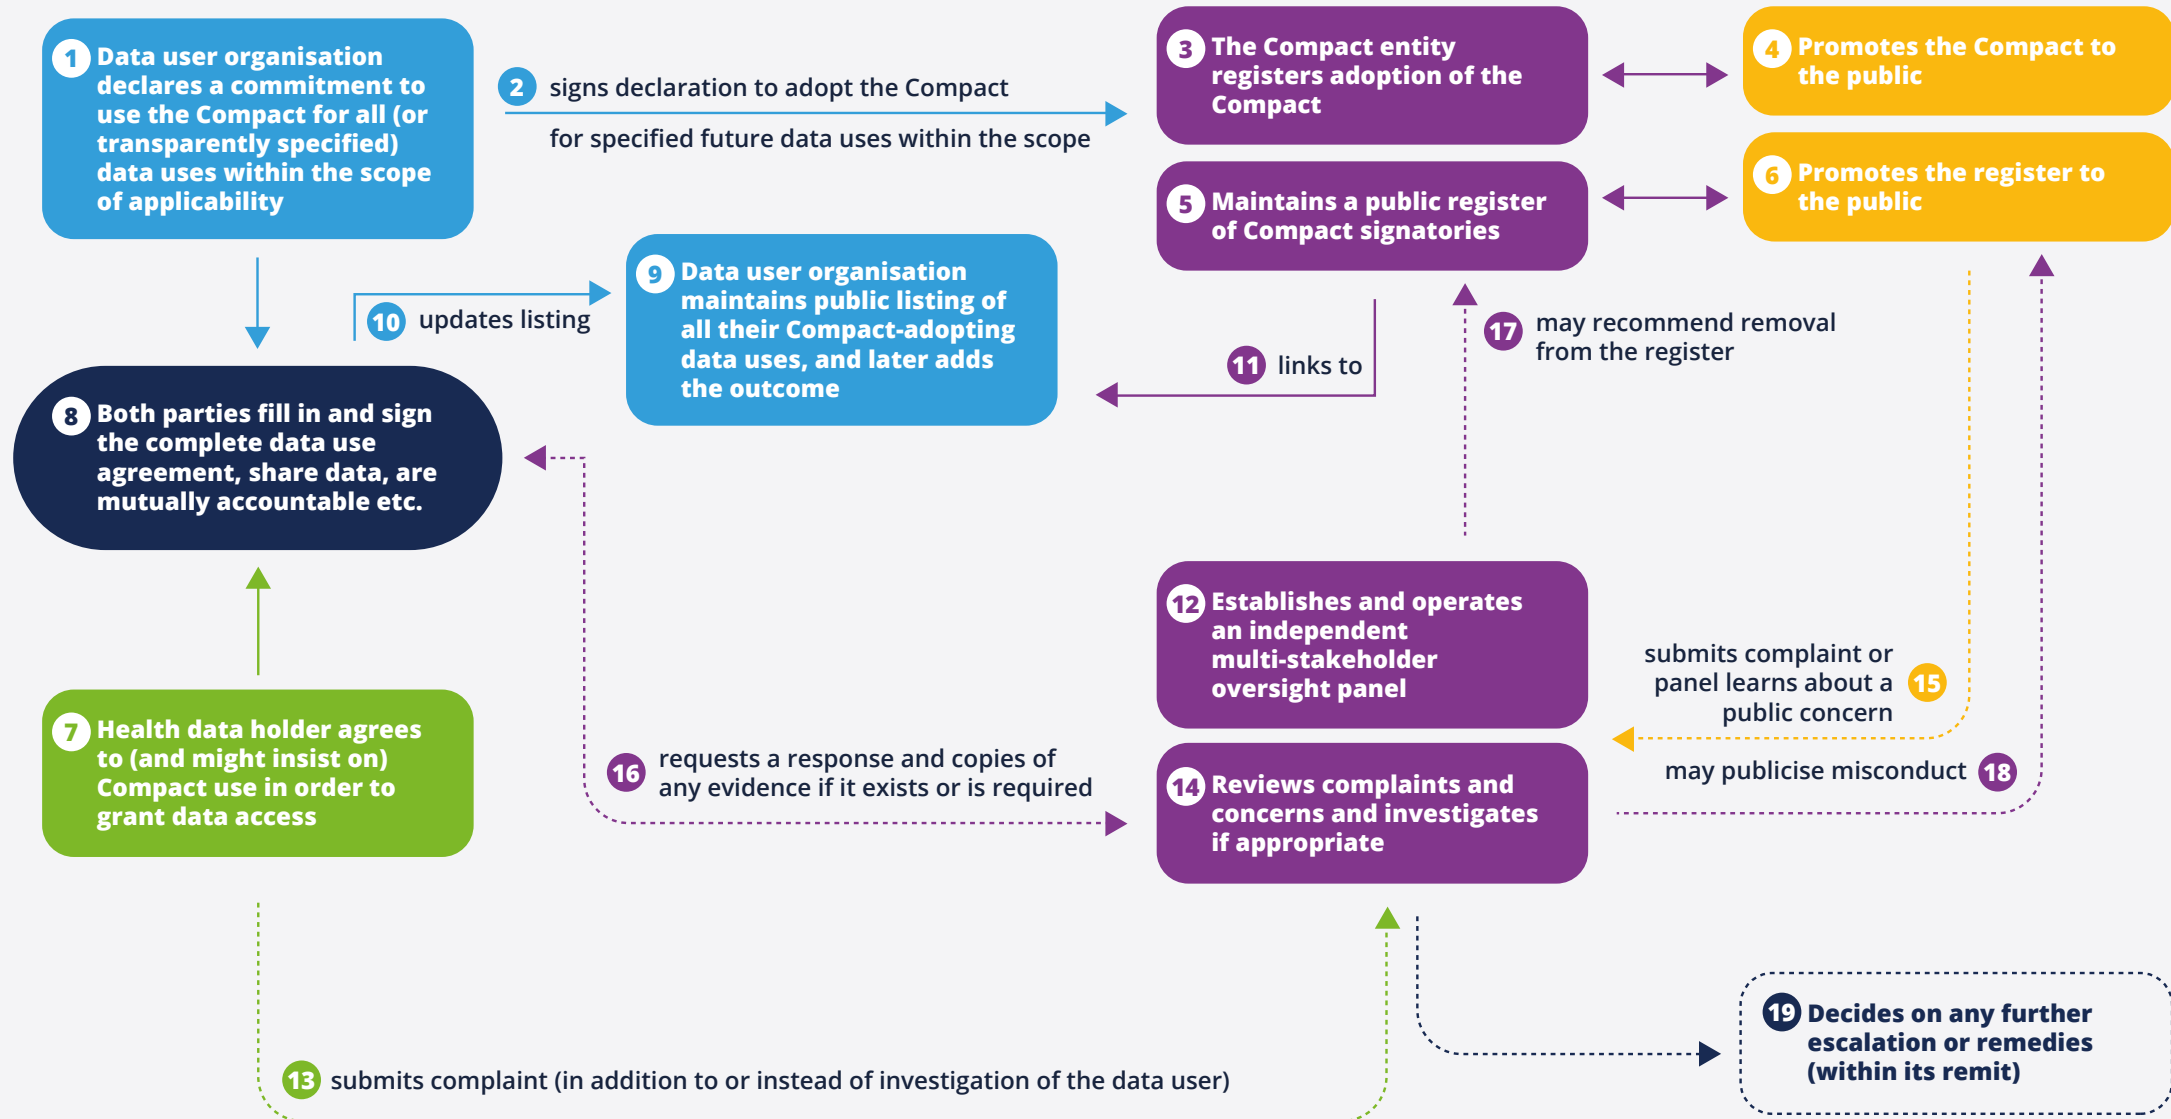 1 Data user organisation
declares a commitment to
use the Compact for all (or
transparently specified)
data uses within the scope
of applicability
2 signs declaration to adopt the Compact
for specified future data uses within the scope
3 The Compact entity
registers adoption of the
Compact
4 Promotes the Compact to
the public
5 Maintains a public register
of Compact signatories
6 Promotes the register to
the public
7 Health data holder agrees
to (and might insist on)
Compact use in order to
grant data access
8 Both parties fill in and sign
the complete data use
agreement, share data, are
mutually accountable etc.
9 Data user organisation
maintains public listing of
all their Compact-adopting
data uses, and later adds
the outcome
10 updates listing
11 links to
12 Establishes and operates
an independent
multi-stakeholder
oversight panel
13 submits complaint (in addition to or instead of investigation of the data user)
14 Reviews complaints and
concerns and investigates
if appropriate
submits complaint or
panel learns about a 15
public concern
16 requests a response and copies of
any evidence if it exists or is required
17 may recommend removal
from the register
may publicise misconduct 18
19 Decides on any further
escalation or remedies
(within its remit)